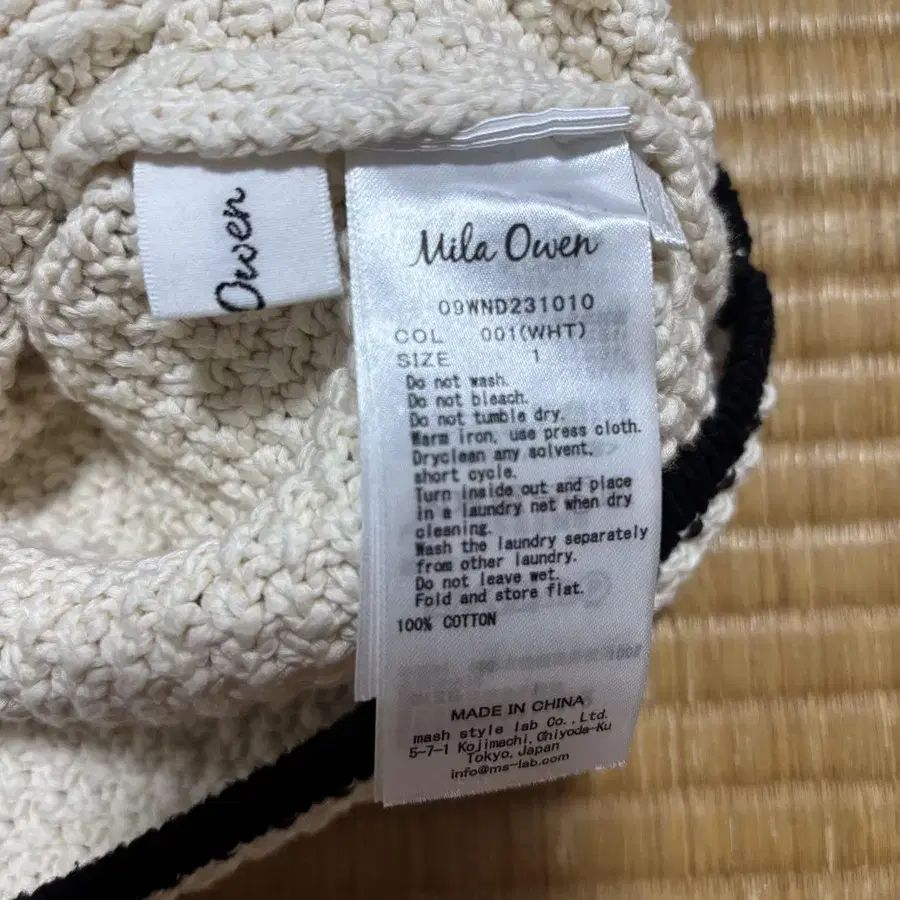 Owen
Mila Owen
09WND231010
COL 001(WHT)
SIZE 1
Do not wash.
Do not bleach.
Do not tumble dry.
Warm iron, use press cloth.
Dryclean any solvent.
short cycle.
Turn inside out and place
in a laundry net when dry
cleaning.
Wash the laundry separately
from other laundry.
Do not leave wet.
Fold and store flat.
100% COTTON
MADE IN CHINA
mash style lab Co.,Ltd.
5-7-1 Kojimachi, Chiyoda-Ku
Tokyo, Japan
info@ms-lab.com